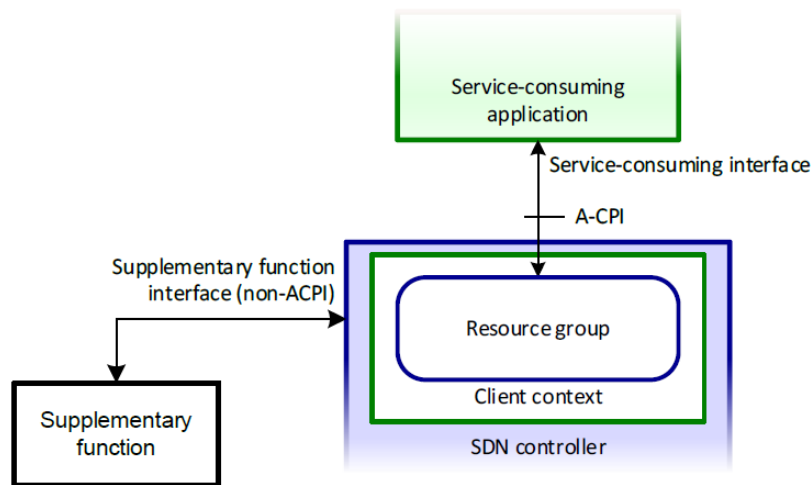 Service-consuming
application
Service-consuming interface
A-CPI
Supplementary function
interface (non-ACPI)
Resource group
Client context
SDN controller
Supplementary
function